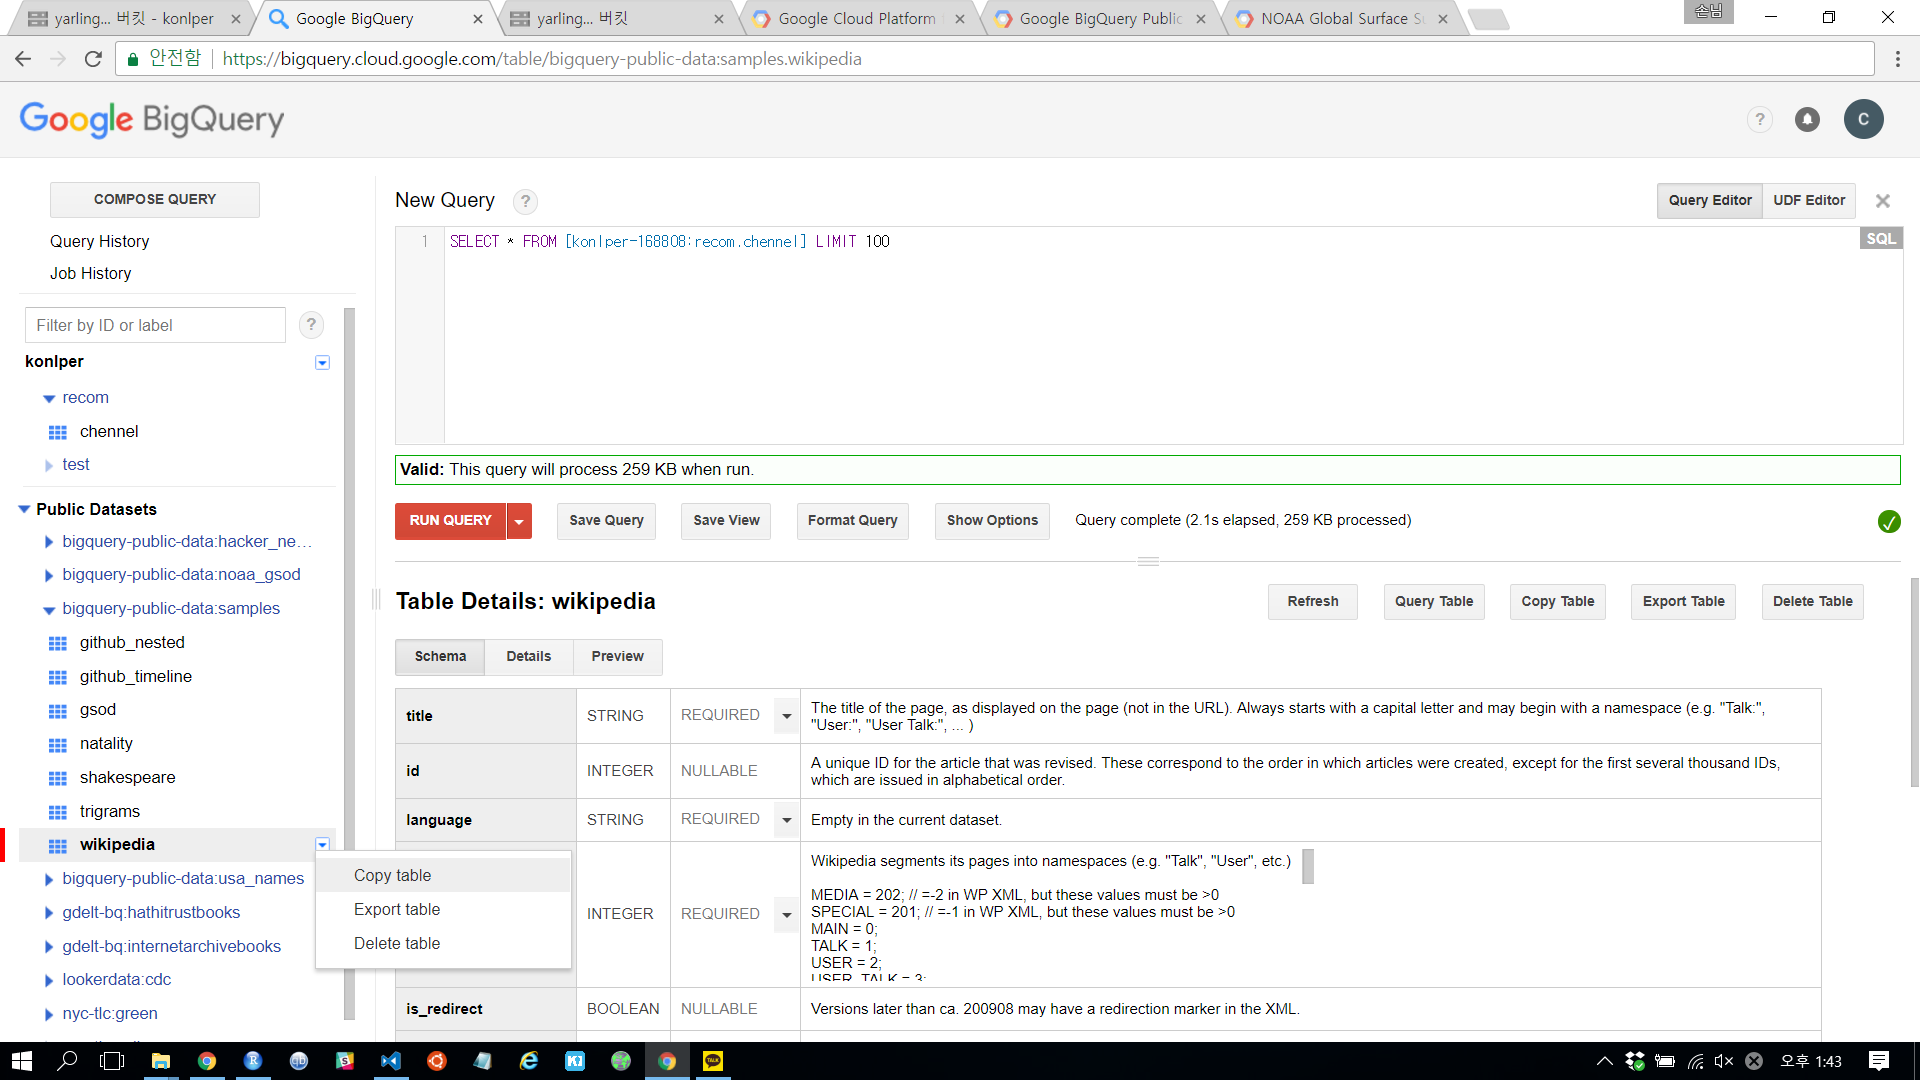 yarling... 버킷 - konlper
Google BigQuery
yarling... 버킷
Google Cloud Platform
Google BigQuery Public
NOAA Global Surface Su
손님
안전함
https://bigquery.cloud.google.com/table/bigquery-public-data:samples.wikipedia
Google BigQuery
?
C
COMPOSE QUERY
Query History
Job History
Filter by ID or label
?
konlper
recom
chennel
test
Public Datasets
bigquery-public-data:hacker_ne...
bigquery-public-data:noaa_gsod
bigquery-public-data:samples
github_nested
github_timeline
gsod
natality
shakespeare
trigrams
wikipedia
bigquery-public-data:usa_names
gdelt-bq:hathitrustbooks
gdelt-bq:internetarchivebooks
lookerdata:cdc
nyc-tlc:green
Copy table
Export table
Delete table
New Query ?
Query Editor UDF Editor
1 SELECT * FROM [konlper-168808:recom.chennel] LIMIT 100
SQL
Valid: This query will process 259 KB when run.
RUN QUERY Save Query Save View Format Query Show Options Query complete (2.1s elapsed, 259 KB processed)
Table Details: wikipedia
Refresh Query Table Copy Table Export Table Delete Table
Schema Details Preview
title STRING REQUIRED The title of the page, as displayed on the page (not in the URL). Always starts with a capital letter and may begin with a namespace (e.g. "Talk:",
"User:", "User Talk:", ... )
id INTEGER NULLABLE A unique ID for the article that was revised. These correspond to the order in which articles were created, except for the first several thousand IDs,
which are issued in alphabetical order.
language STRING REQUIRED Empty in the current dataset.
INTEGER REQUIRED Wikipedia segments its pages into namespaces (e.g. "Talk", "User", etc.)
MEDIA = 202; // =-2 in WP XML, but these values must be >0
SPECIAL = 201; // =-1 in WP XML, but these values must be >0
MAIN = 0;
TALK = 1;
USER = 2;
USER_TALK = 3;
is_redirect BOOLEAN NULLABLE Versions later than ca. 200908 may have a redirection marker in the XML.
TALK
오후 1:43